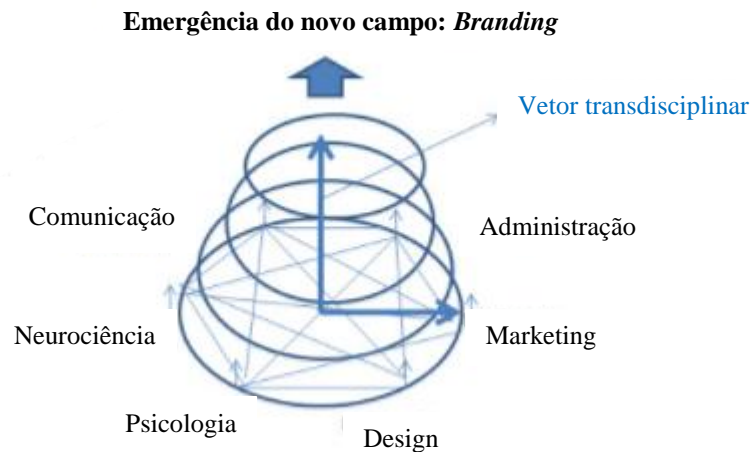 Emergência do novo campo: Branding
Vetor transdisciplinar
Comunicação
Administração
Neurociência
Marketing
Psicologia
Design